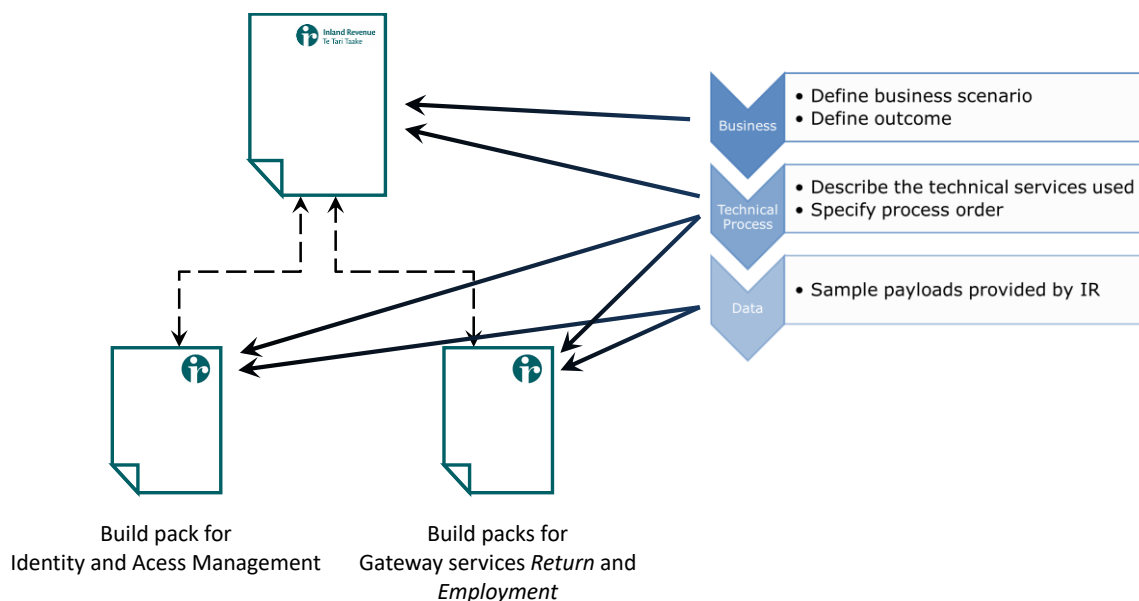 Inland Revenue
Te Tari Taake
Business
• Define business scenario
• Define outcome
Technical
Process
• Describe the technical services used
• Specify process order
Data
• Sample payloads provided by IR
ir
ir
Build pack for
Identity and Acess Management
Build packs for
Gateway services Return and
Employment